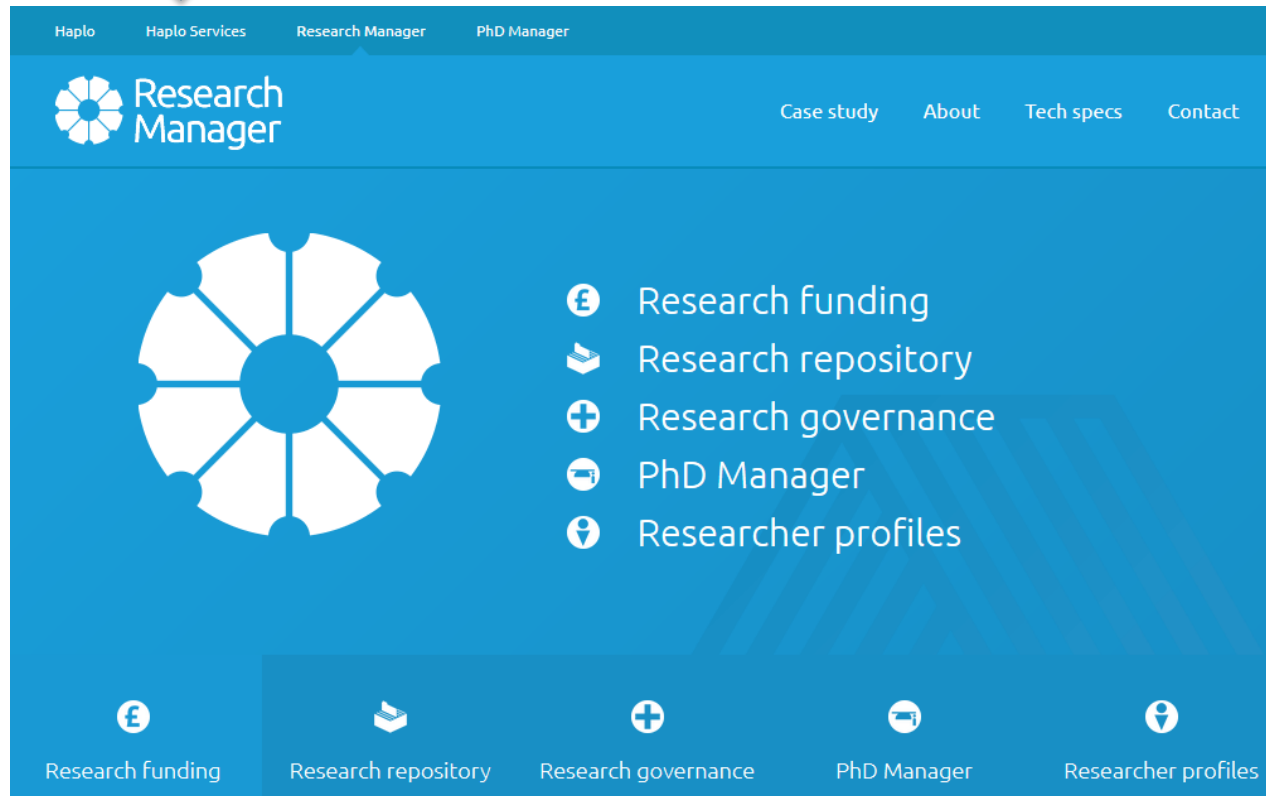 Haplo Haplo Services Research Manager PhD Manager
Research
Manager
Case study About Tech specs Contact
£ Research funding
Research repository
Research governance
PhD Manager
Researcher profiles
£
Research funding Research repository Research governance PhD Manager Researcher profiles